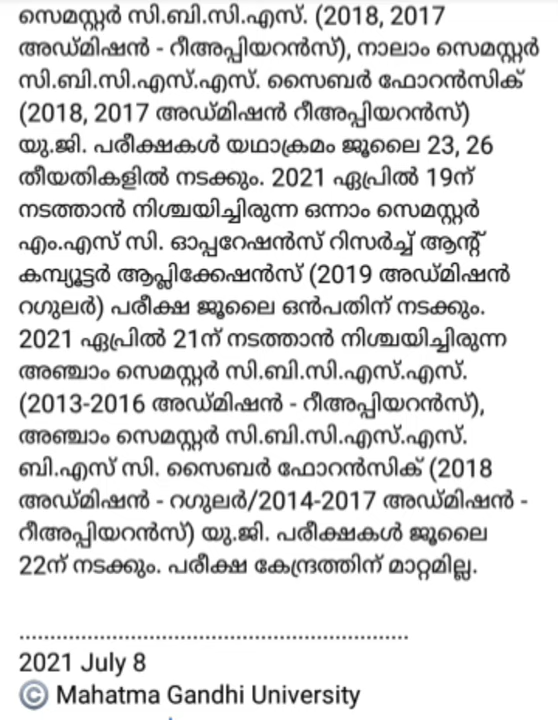 സെമസ്റ്റർ സി.ബി.സി.എസ്. (2018, 2017
അഡ്മിഷൻ - റീഅപ്പിയറൻസ്), നാലാം സെമസ്റ്റർ
സി.ബി.സി.എസ്.എസ്. സൈബർ ഫോറൻസിക്
(2018, 2017 അഡ്മിഷൻ റീഅപ്പിയറൻസ്)
യു.ജി. പരീക്ഷകൾ യഥാക്രമം ജൂലൈ 23, 26
തീയതികളിൽ നടക്കും. 2021 ഏപ്രിൽ 19ന്
നടത്താൻ നിശ്ചയിച്ചിരുന്ന ഒന്നാം സെമസ്റ്റർ
എം.എസ് സി. ഓപ്പറേഷൻസ് റിസർച്ച് ആന്റ്
കമ്പ്യൂട്ടർ ആപ്ലിക്കേഷൻസ് (2019 അഡ്മിഷൻ
റഗുലർ) പരീക്ഷ ജൂലൈ ഒൻപതിന് നടക്കും.
2021 ഏപ്രിൽ 21ന് നടത്താൻ നിശ്ചയിച്ചിരുന്ന
അഞ്ചാം സെമസ്റ്റർ സി.ബി.സി.എസ്.എസ്.
(2013-2016 അഡ്മിഷൻ - റീഅപ്പിയറൻസ്),
അഞ്ചാം സെമസ്റ്റർ സി.ബി.സി.എസ്.എസ്.
ബി.എസ് സി. സൈബർ ഫോറൻസിക് (2018
അഡ്മിഷൻ - റഗുലർ/2014-2017 അഡ്മിഷൻ -
റീഅപ്പിയറൻസ്) യു.ജി. പരീക്ഷകൾ ജൂലൈ
22ന് നടക്കും. പരീക്ഷ കേന്ദ്രത്തിന് മാറ്റമില്ല.
...............................................................
2021 July 8
© Mahatma Gandhi University